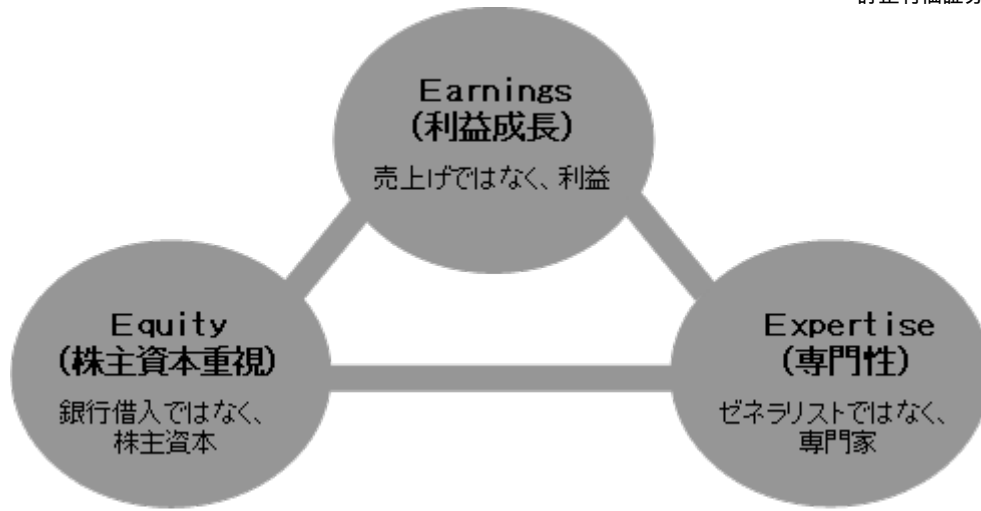 Earnings
(利益成長)
売上げではなく、利益
Equity
(株主資本重視)
銀行借入ではなく、
株主資本
Expertise
(専門性)
ゼネラリストではなく、
専門家